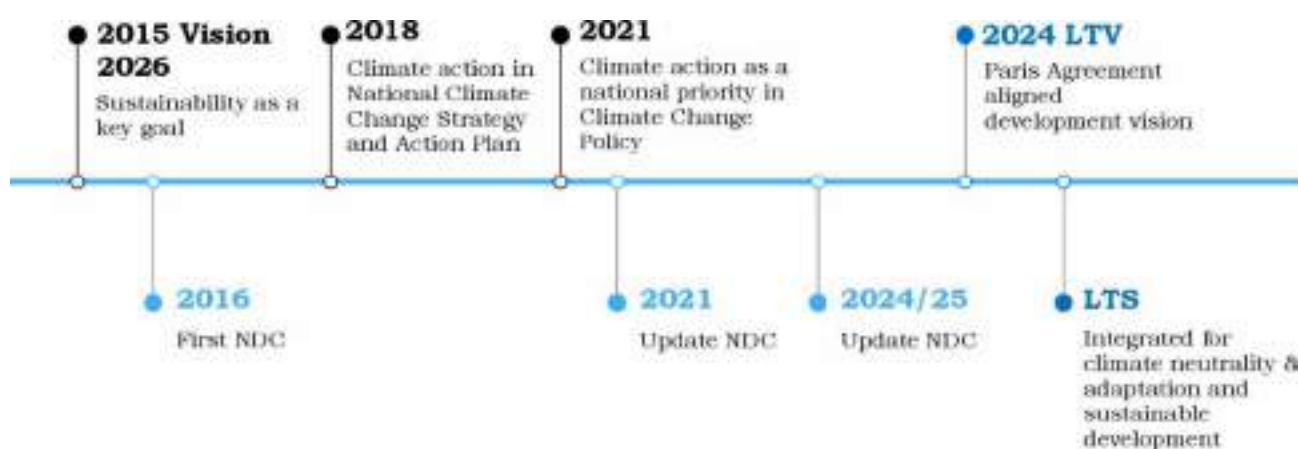 2015 Vision
2026
Sustainability as a
key goal
2018
Climate action in
National Climate
Change Strategy
and Action Plan
2021
Climate action as a
national priority in
Climate Change
Policy
2024 LTV
Paris Agreement
aligned
development vision
2016
First NDC
2021
Update NDC
2024/25
Update NDC
LTS
Integrated for
climate neutrality &
adaptation and
sustainable
development